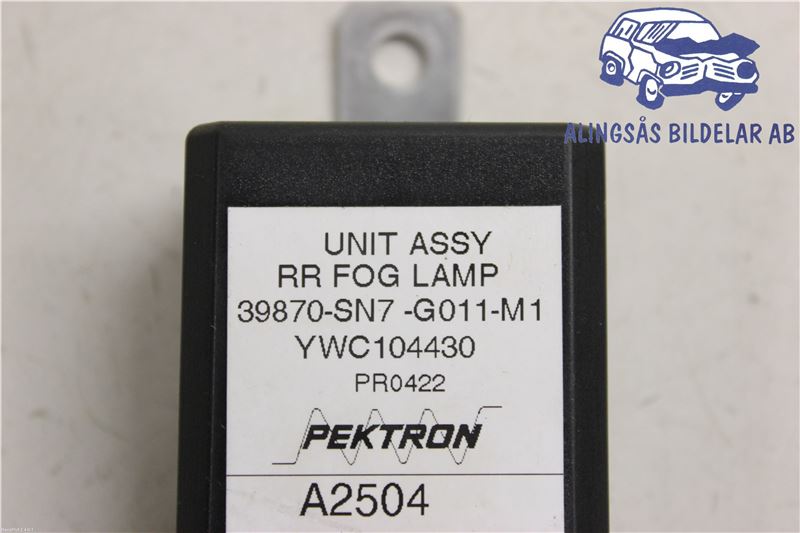 ALINGSÅS BILDELAR AB
UNIT ASSY
RR FOG LAMP
39870-SN7 -G011-M1
YWC104430
PR0422
PEKTRON
A2504